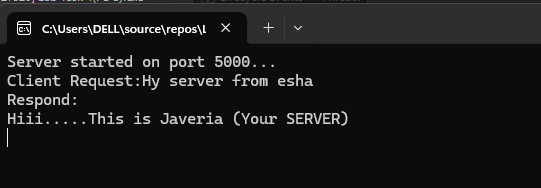 C:\Users\DELL\source\repos\L
Server started on port 5000...
Client Request:Hy server from esha
Respond:
Hiii.....This is Javeria (Your SERVER)